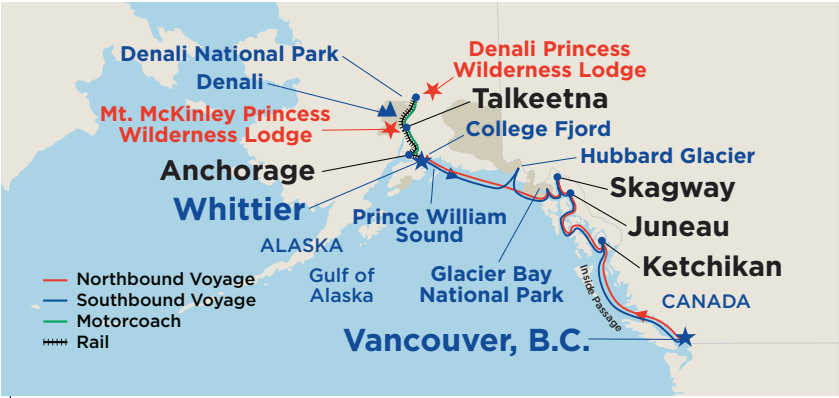 Denali National Park
Denali
Denali Princess
Wilderness Lodge
Mt. McKinley Princess
Wilderness Lodge
Talkeetna
College Fjord
Anchorage
Hubbard Glacier
Whittier
Skagway
Prince William
Sound
Juneau
ALASKA
Gulf of
Alaska
Glacier Bay
National Park
Ketchikan
Inside Passage
CANADA
Vancouver, B.C.
Northbound Voyage
Southbound Voyage
Motorcoach
Rail